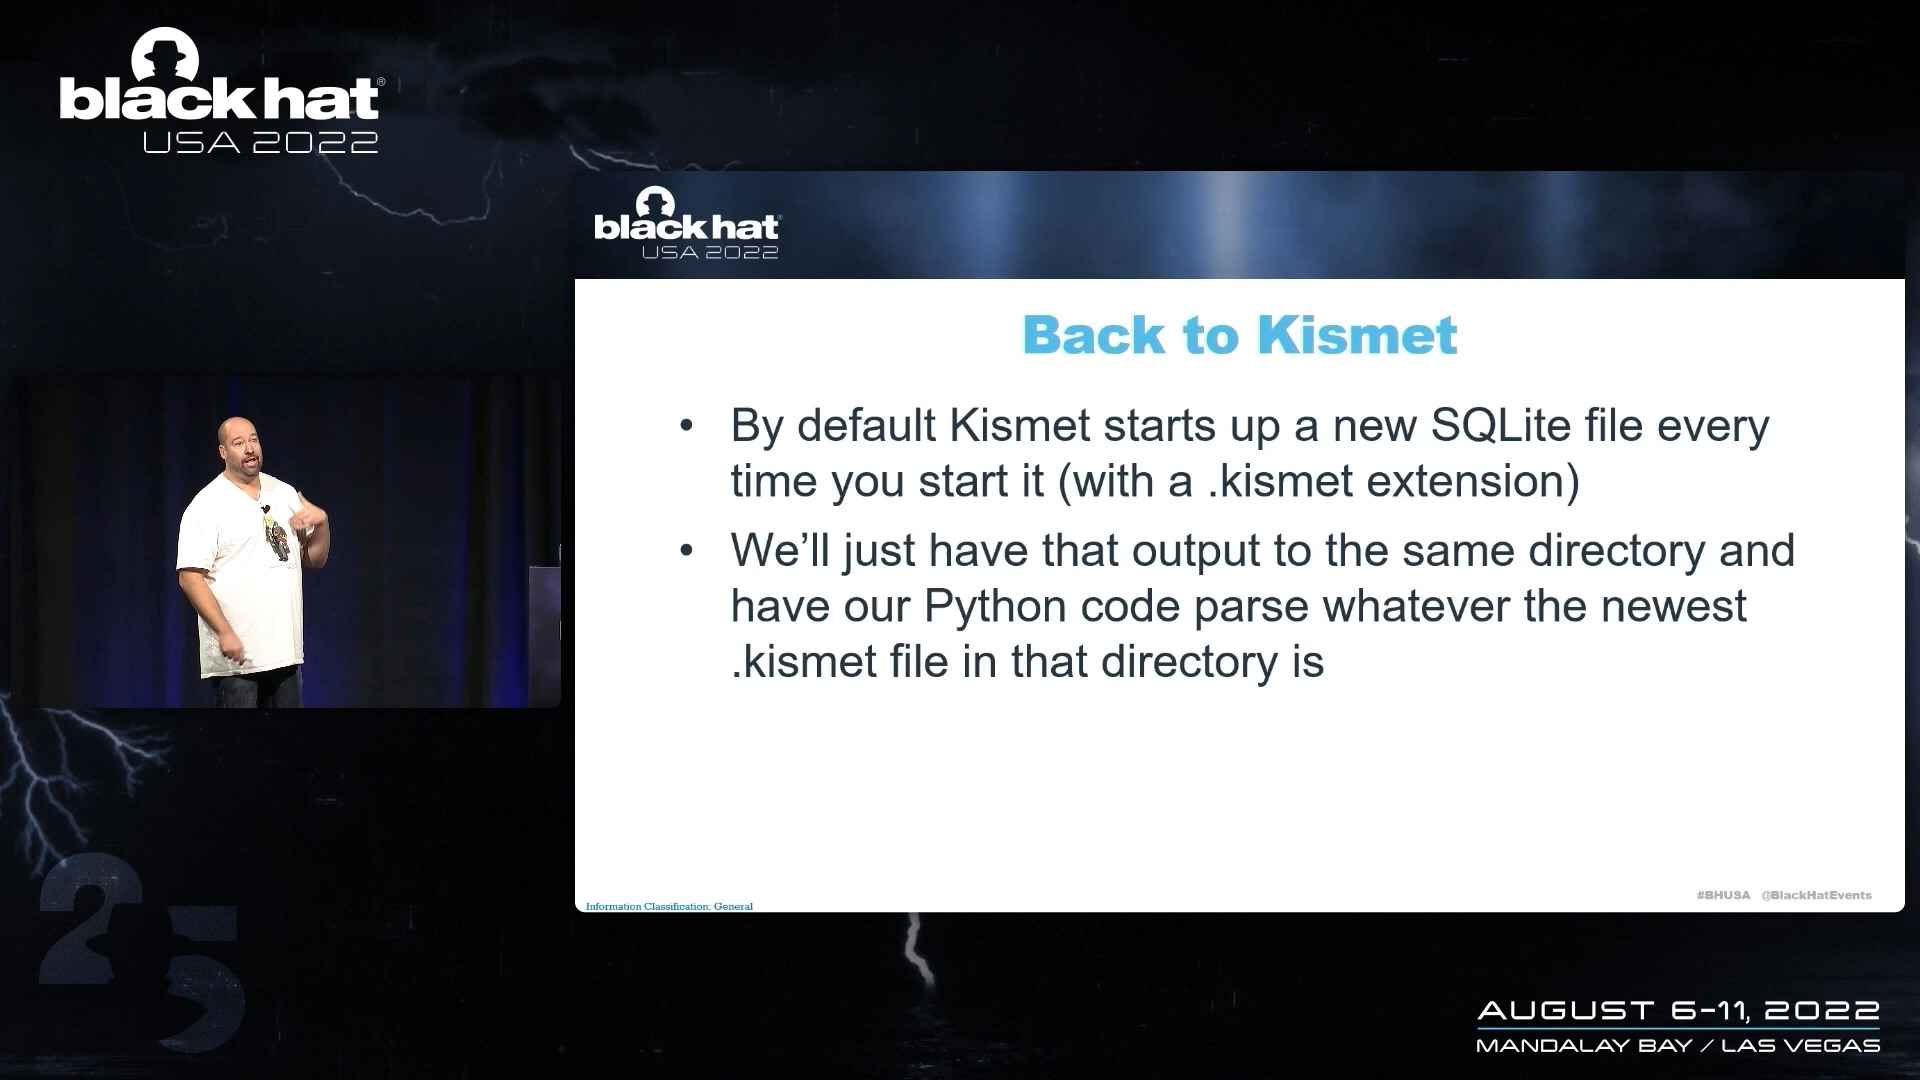 black hat®
USA 2022
black hat
USA 2022
Back to Kismet
• By default Kismet starts up a new SQLite file every
time you start it (with a .kismet extension)
• We’ll just have that output to the same directory and
have our Python code parse whatever the newest
.kismet file in that directory is
Information Classification: General
#BHUSA @BlackHatEvents
25
AUGUST 6-11, 2022
MANDALAY BAY / LAS VEGAS